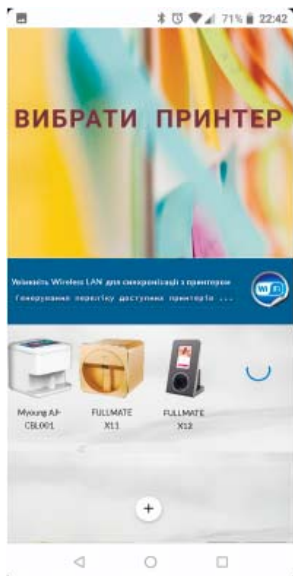 71% 22:42
ВИБРАТИ ПРИНТЕР
Увімкніть Wireless LAN для синхронізації з принтером
Генерування переліку доступних принтерів ...
Wi Fi
Myoung AJ-
CBL001
FULLMATE
X11
FULLMATE
X12
+